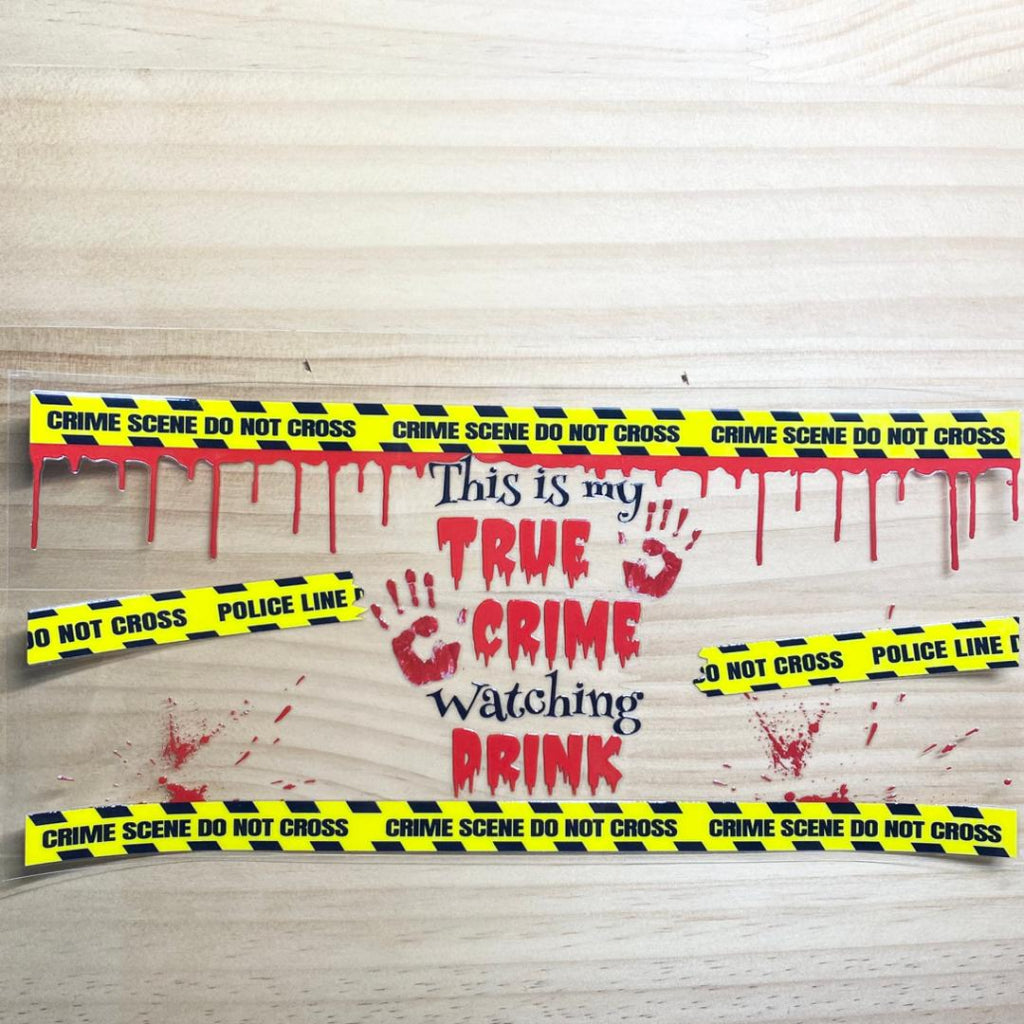 CRIME SCENE DO NOT CROSS CRIME SCENE DO NOT CROSS CRIME SCENE DO NOT CROSS
This is my
TRUE
CRIME
watching
DRINK
DO NOT CROSS POLICE LINE D
DO NOT CROSS POLICE LINE D
CRIME SCENE DO NOT CROSS CRIME SCENE DO NOT CROSS CRIME SCENE DO NOT CROSS